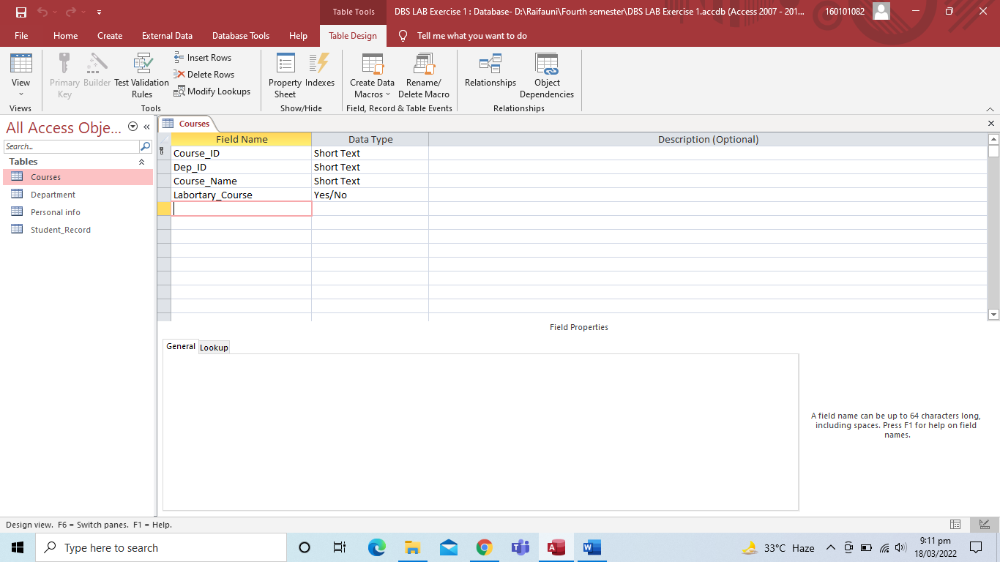 Table Tools
DBS LAB Exercise 1 : Database- D:\Raifauni\Fourth semester\DBS LAB Exercise 1.accdb (Access 2007 - 201...
160101082
File Home Create External Data Database Tools Help Table Design Tell me what you want to do
View
Primary Key
Builder
Test Validation Rules
Insert Rows
Delete Rows
Modify Lookups
Property Sheet
Indexes
Create Data Macros
Rename/ Delete Macro
Relationships
Object Dependencies
Views
Tools
Show/Hide
Field, Record & Table Events
Relationships
All Access Obje...
Search...
Tables
Courses
Department
Personal info
Student_Record
Courses
Field Name Data Type Description (Optional)
Course_ID Short Text
Dep_ID Short Text
Course_Name Short Text
Labortary_Course Yes/No
Field Properties
General Lookup
A field name can be up to 64 characters long,
including spaces. Press F1 for help on field
names.
Design view. F6 = Switch panes. F1 = Help.
Type here to search
33°C Haze
9:11 pm
18/03/2022